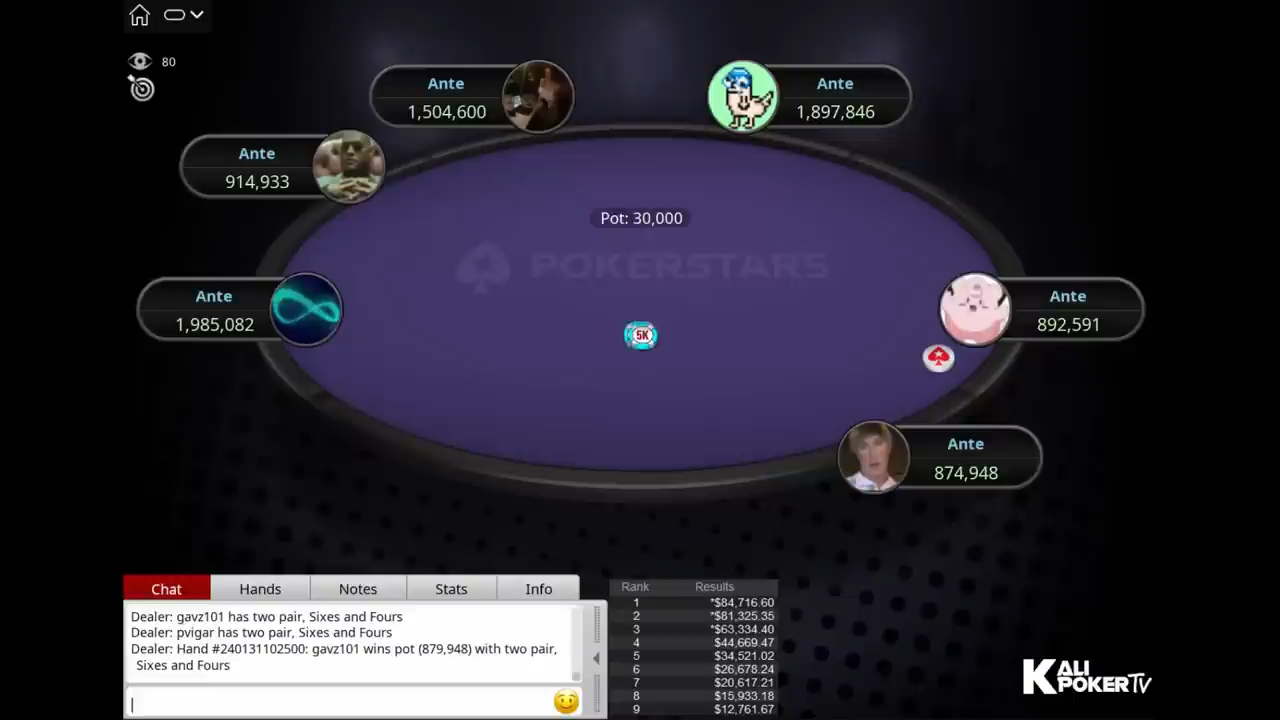 80
Ante
1,504,600
Ante
1,897,846
Ante
914,933
Pot: 30,000
POKERSTARS
Ante
1,985,082
5K
Ante
892,591
Ante
874,948
Chat
Hands
Notes
Stats
Info
Dealer: gavz101 has two pair, Sixes and Fours
Dealer: pvigar has two pair, Sixes and Fours
Dealer: Hand #240131102500: gavz101 wins pot (879,948) with two pair,
Sixes and Fours
Rank Results
1 *$84,716.60
2 *$81,325.35
3 *$63,334.40
4 $44,669.47
5 $34,521.02
6 $26,678.24
7 $20,617.21
8 $15,933.18
9 $12,761.67
KALI
POKERTV